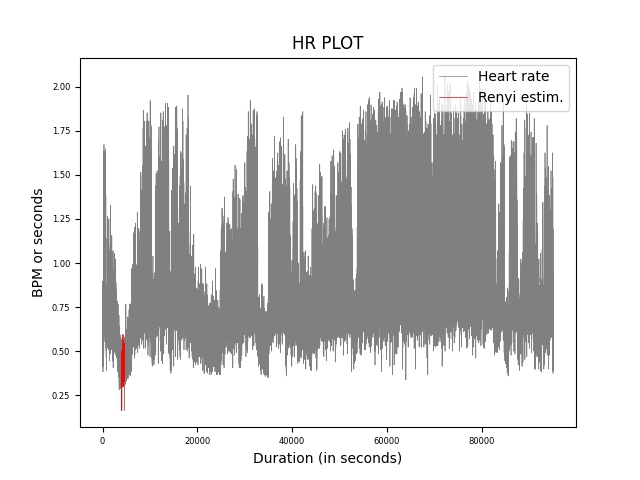 HR PLOT
Heart rate
Renyi estim.
2.00
1.75
1.50
1.25
1.00
0.75
0.50
0.25
BPM or seconds
0 20000 40000 60000 80000
Duration (in seconds)